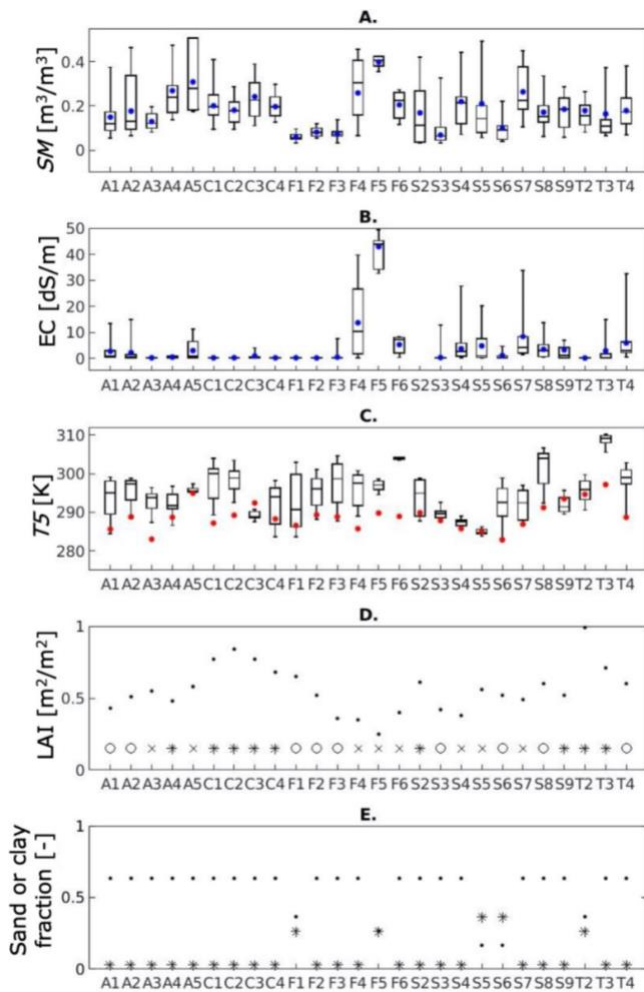 A.
SM [m³/m³]
0.4
0.2
0
A1 A2 A3 A4 A5 C1 C2 C3 C4 F1 F2 F3 F4 F5 F6 S2 S3 S4 S5 S6 S7 S8 S9 T2 T3 T4
B.
EC [dS/m]
50
40
30
20
10
0
A1 A2 A3 A4 A5 C1 C2 C3 C4 F1 F2 F3 F4 F5 F6 S2 S3 S4 S5 S6 S7 S8 S9 T2 T3 T4
C.
T5 [K]
310
300
290
280
A1 A2 A3 A4 A5 C1 C2 C3 C4 F1 F2 F3 F4 F5 F6 S2 S3 S4 S5 S6 S7 S8 S9 T2 T3 T4
D.
LAI [m²/m²]
1
0.5
0
A1 A2 A3 A4 A5 C1 C2 C3 C4 F1 F2 F3 F4 F5 F6 S2 S3 S4 S5 S6 S7 S8 S9 T2 T3 T4
E.
Sand or clay
fraction [-]
1
0.5
0
A1 A2 A3 A4 A5 C1 C2 C3 C4 F1 F2 F3 F4 F5 F6 S2 S3 S4 S5 S6 S7 S8 S9 T2 T3 T4